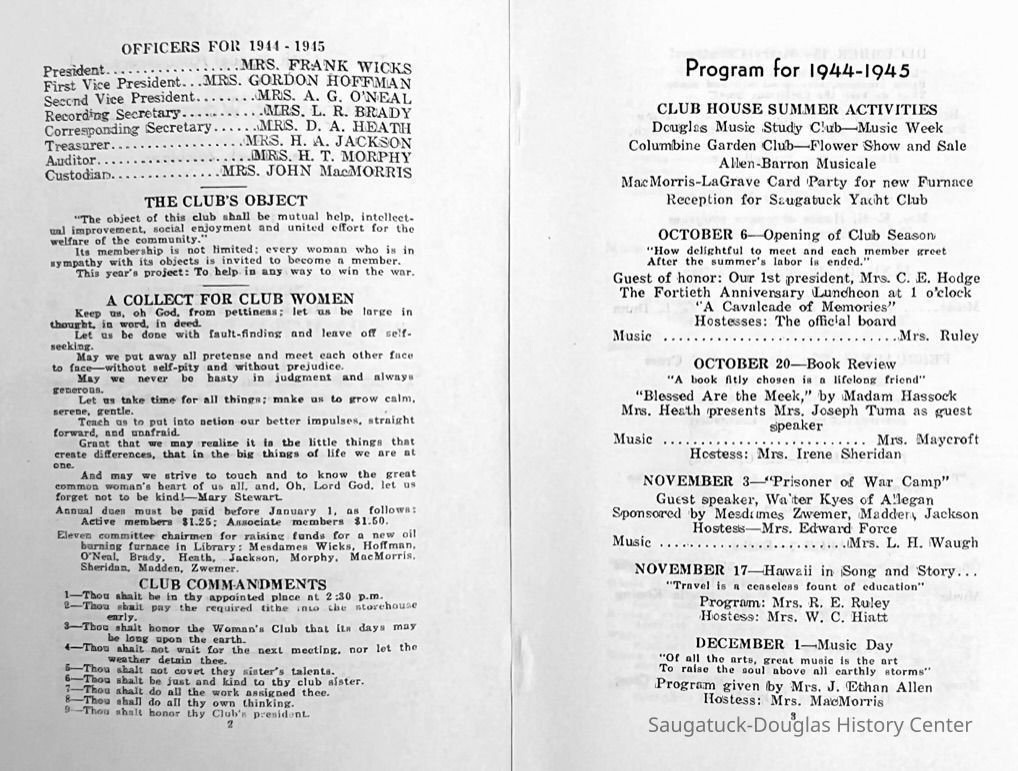 OFFICERS FOR 1944 - 1945
President.................MRS. FRANK WICKS
First Vice President...MRS. GORDON HOFFMAN
Second Vice President........MRS. A. G. O'NEAL
Recording Secretary.........MRS. L. R. BRADY
Corresponding Secretary......MRS. D. A. HEATH
Treasurer.................MRS. H. A. JACKSON
Auditor...................MRS. H. T. MORPHY
Custodian..............MRS. JOHN MacMORRIS
THE CLUB'S OBJECT
"The object of this club shall be mutual help, intellect-
ual improvement, social enjoyment and united effort for the
welfare of the community."
Its membership is not limited; every woman who is in
sympathy with its objects is invited to become a member.
This year's project: To help in any way to win the war.
A COLLECT FOR CLUB WOMEN
Keep us, oh God, from pettiness; let us be large in
thought, in word, in deed.
Let us be done with fault-finding and leave off self-
seeking.
May we put away all pretense and meet each other face
to face—without self-pity and without prejudice.
May we never be hasty in judgment and always
generous.
Let us take time for all things; make us to grow calm,
serene, gentle.
Teach us to put into action our better impulses, straight
forward, and unafraid.
Grant that we may realize it is the little things that
create differences, that in the big things of life we are at
one.
And may we strive to touch and to know the great
common woman's heart of us all, and, Oh, Lord God, let us
forget not to be kind!—Mary Stewart.
Annual dues must be paid before January 1, as follows:
Active members $1.25; Associate members $1.50.
Eleven committee chairmen for raising funds for a new oil
burning furnace in Library: Mesdames Wicks, Hoffman,
O'Neal, Brady, Heath, Jackson, Morphy, MacMorris,
Sheridan, Madden, Zwemer.
CLUB COMMANDMENTS
1—Thou shalt be in thy appointed place at 2:30 p.m.
2—Thou shalt pay the required tithe into the storehouse
early.
3—Thou shalt honor the Woman's Club that its days may
be long upon the earth.
4—Thou shalt not wait for the next meeting, nor let the
weather detain thee.
5—Thou shalt not covet they sister's talents.
6—Thou shalt be just and kind to thy club sister.
7—Thou shalt do all the work assigned thee.
8—Thou shall do all thy own thinking.
9—Thou shalt honor thy Club's president.
2
Program for 1944-1945
CLUB HOUSE SUMMER ACTIVITIES
Douglas Music Study Club—Music Week
Columbine Garden Club—Flower Show and Sale
Allen-Barron Musicale
MacMorris-LaGrave Card Party for new Furnace
Reception for Saugatuck Yacht Club
OCTOBER 6—Opening of Club Season
"How delightful to meet and each member greet
After the summer's labor is ended."
Guest of honor: Our 1st president, Mrs. C. E. Hodge
The Fortieth Anniversary Luncheon at 1 o'clock
"A Cavalcade of Memories"
Hostesses: The official board
Music .............................Mrs. Ruley
OCTOBER 20—Book Review
"A book fitly chosen is a lifelong friend"
"Blessed Are the Meek," by Madam Hassock
Mrs. Heath presents Mrs. Joseph Tuma as guest
speaker
Music ......................... Mrs. Maycroft
Hostess: Mrs. Irene Sheridan
NOVEMBER 3—"Prisoner of War Camp"
Guest speaker, Walter Kyes of Allegan
Sponsored by Mesdames Zwemer, Madden, Jackson
Hostess—Mrs. Edward Force
Music .......................Mrs. L. H. Waugh
NOVEMBER 17—Hawaii in Song and Story...
"Travel is a ceaseless fount of education"
Program: Mrs. R. E. Ruley
Hostess: Mrs. W. C. Hiatt
DECEMBER 1—Music Day
"Of all the arts, great music is the art
To raise the soul above all earthly storms"
Program given by Mrs. J. Ethan Allen
Hostess: Mrs. MacMorris
3
Saugatuck-Douglas History Center